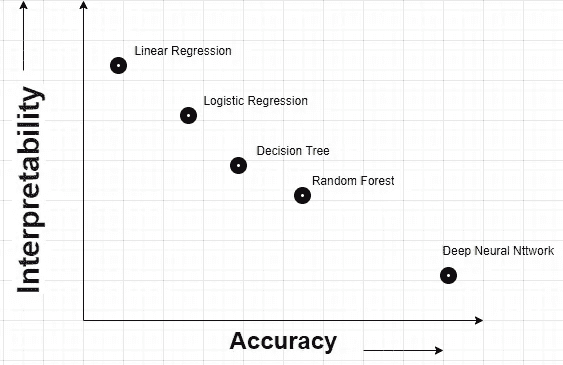 Linear Regression
Logistic Regression
Decision Tree
Random Forest
Deep Neural Nttwork
Interpretability
Accuracy